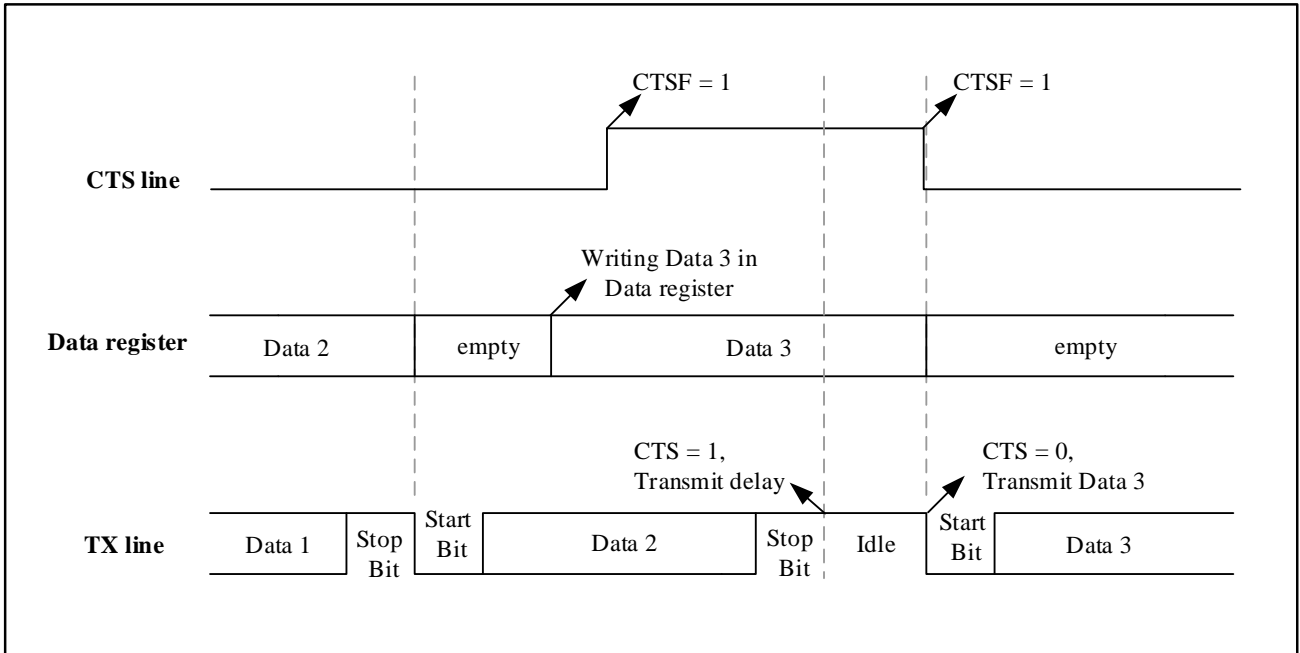 CTSF = 1
CTSF = 1
CTS line
Writing Data 3 in
Data register
Data register
Data 2
empty
Data 3
empty
CTS = 1,
Transmit delay
CTS = 0,
Transmit Data 3
TX line
Data 1
Stop
Bit
Start
Bit
Data 2
Stop
Bit
Idle
Start
Bit
Data 3